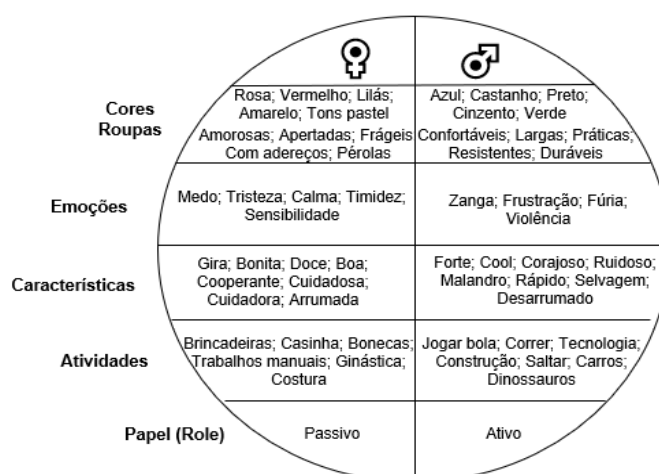 Cores
Roupas
Rosa; Vermelho; Lilás;
Amarelo; Tons pastel
Amorosas; Apertadas; Frágeis
Com adereços; Pérolas
Azul; Castanho; Preto;
Cinzento; Verde
Confortáveis; Largas; Práticas;
Resistentes; Duráveis
Emoções
Medo; Tristeza; Calma; Timidez;
Sensibilidade
Zanga; Frustração; Fúria;
Violência
Características
Gira; Bonita; Doce; Boa;
Cooperante; Cuidadosa;
Cuidadora; Arrumada
Forte; Cool; Corajoso; Ruidoso;
Malandro; Rápido; Selvagem;
Desarrumado
Atividades
Brincadeiras; Casinha; Bonecas;
Trabalhos manuais; Ginástica;
Costura
Jogar bola; Correr; Tecnologia;
Construção; Saltar; Carros;
Dinossauros
Papel (Role)
Passivo
Ativo